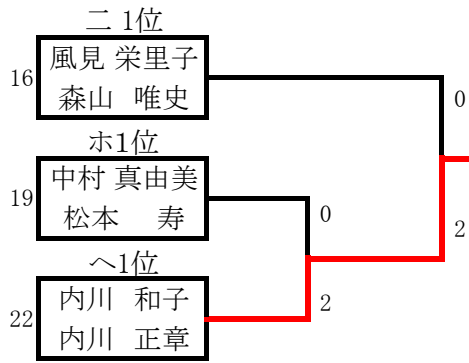 ニ 1位
16
風見 栄里子
森山 唯史
0
ホ1位
19
中村 真由美
松本 寿
0
2
へ1位
22
内川 和子
内川 正章
2